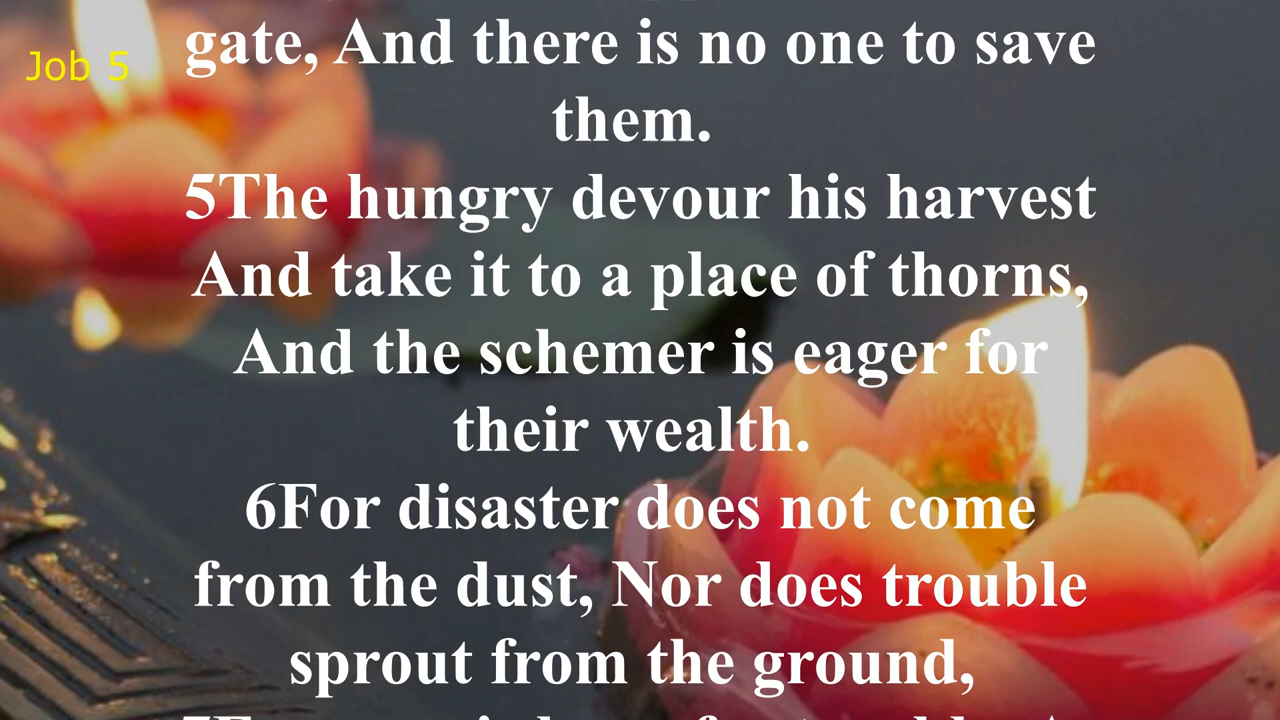 Job 5
gate, And there is no one to save
them.
5The hungry devour his harvest
And take it to a place of thorns,
And the schemer is eager for
their wealth.
6For disaster does not come
from the dust, Nor does trouble
sprout from the ground,